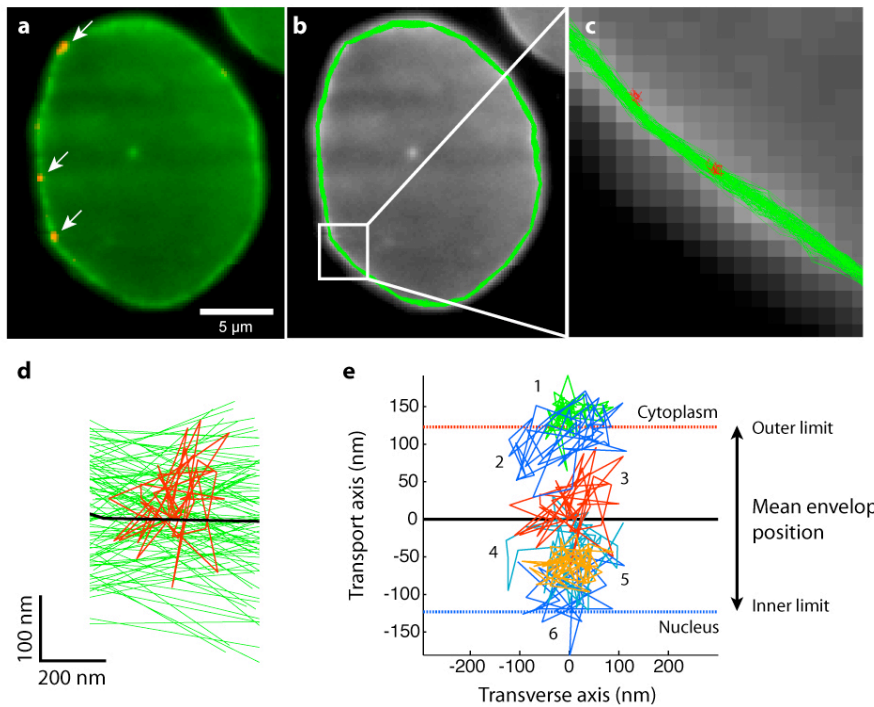 a
b
c
5 µm
d
100 nm
200 nm
e
Transport axis (nm)
150
100
50
0
-50
-100
-150
-200
-100
0
100
200
Transverse axis (nm)
1
2
3
4
5
6
Cytoplasm
Nucleus
Outer limit
Mean envelop
position
Inner limit